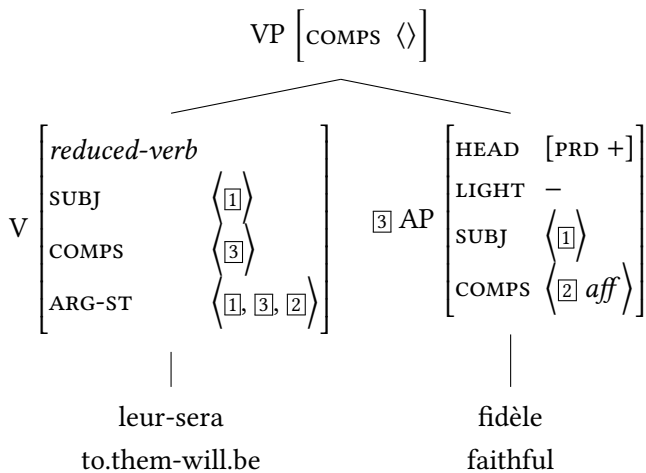 VP [COMPS ⟨⟩]
V [reduced-verb
SUBJ ⟨[1]⟩
COMPS ⟨[3]⟩
ARG-ST ⟨[1], [3], [2]⟩]
[3] AP [HEAD [PRD +]
LIGHT −
SUBJ ⟨[1]⟩
COMPS ⟨[2] aff⟩]
leur-sera
to.them-will.be
fidèle
faithful